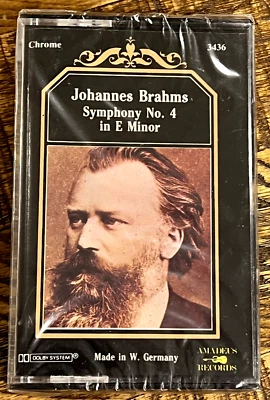 Chrome 3436
Johannes Brahms
Symphony No. 4
in E Minor
DOLBY SYSTEM®
Made in W. Germany
AMADEUS
RECORDS